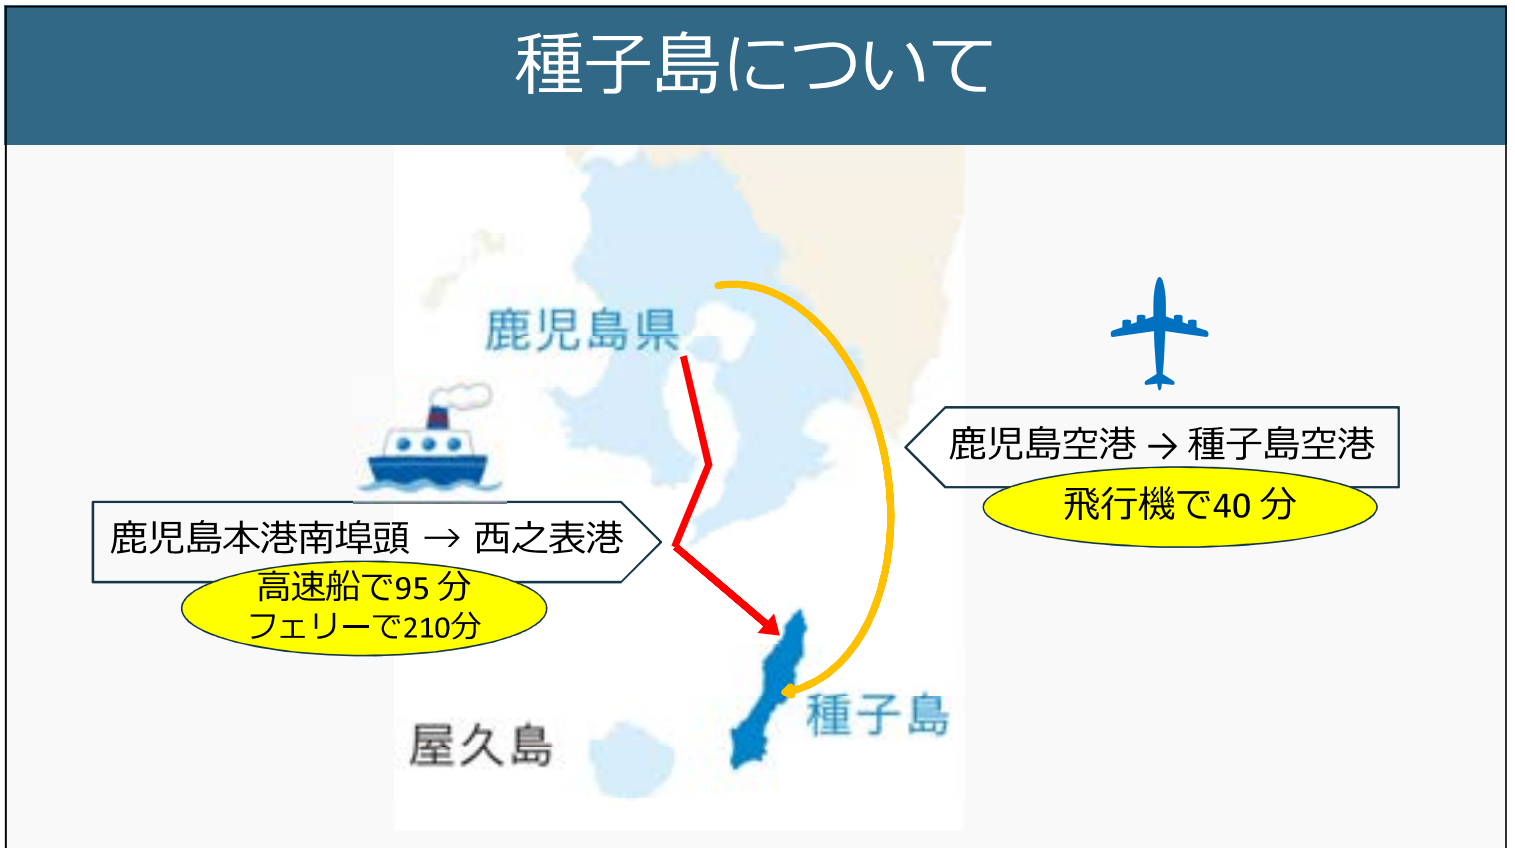 種子島について
鹿児島県
鹿児島空港 → 種子島空港
飛行機で40 分
鹿児島本港南埠頭 → 西之表港
高速船で95 分
フェリーで210分
種子島
屋久島